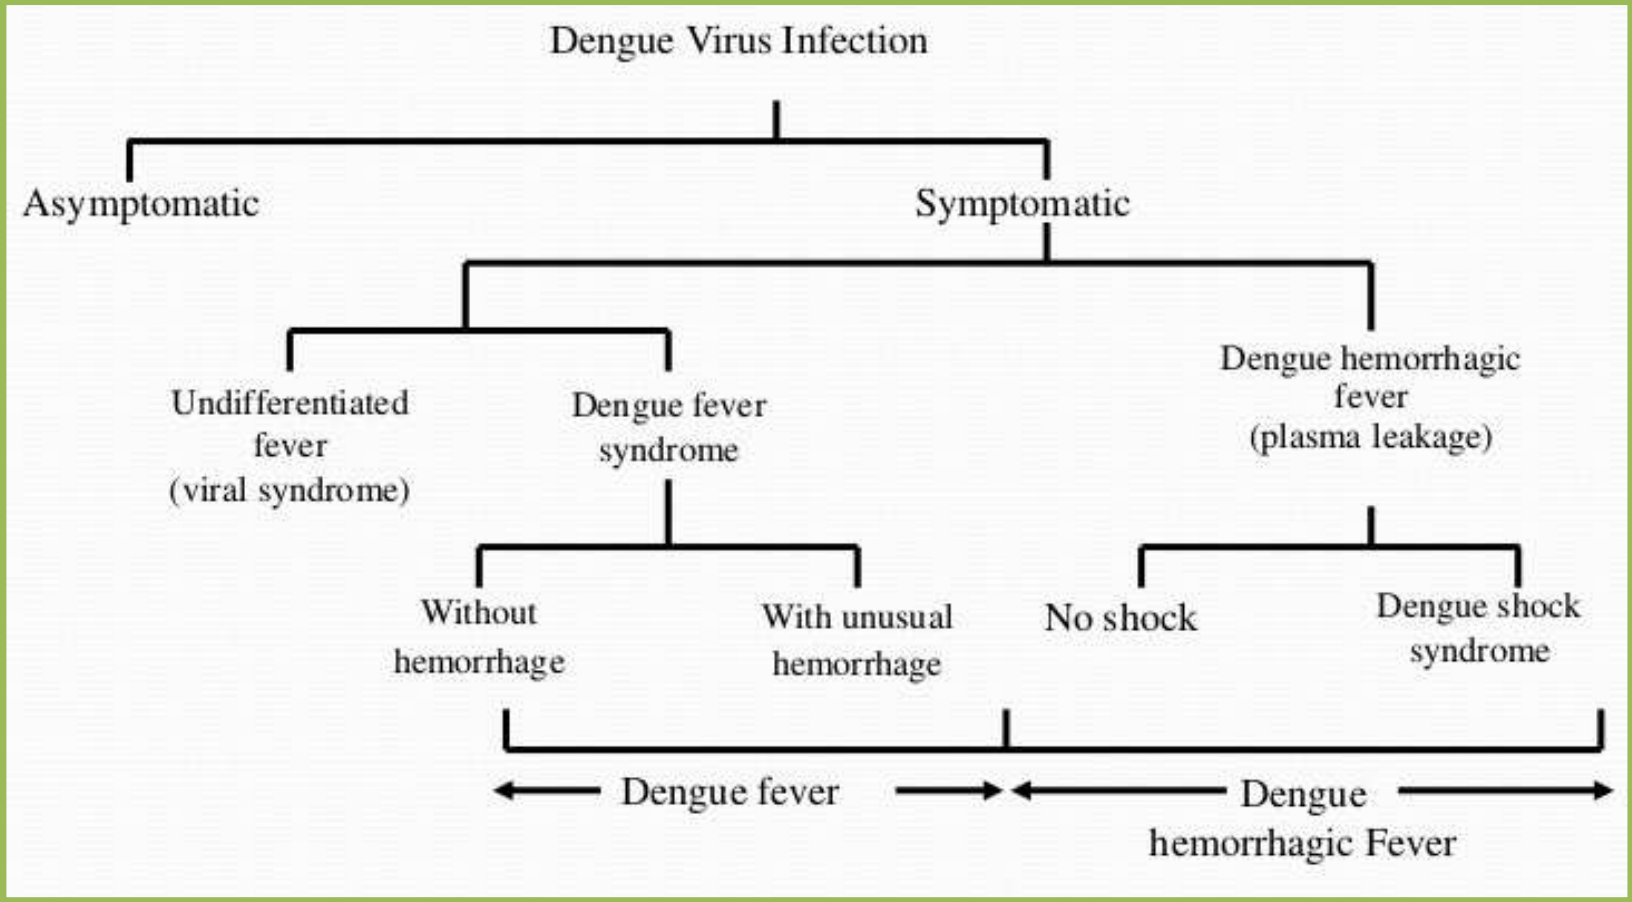 Dengue Virus Infection
Asymptomatic
Symptomatic
Undifferentiated
fever
(viral syndrome)
Dengue fever
syndrome
Dengue hemorrhagic
fever
(plasma leakage)
Without
hemorrhage
With unusual
hemorrhage
No shock
Dengue shock
syndrome
Dengue fever
Dengue
hemorrhagic Fever